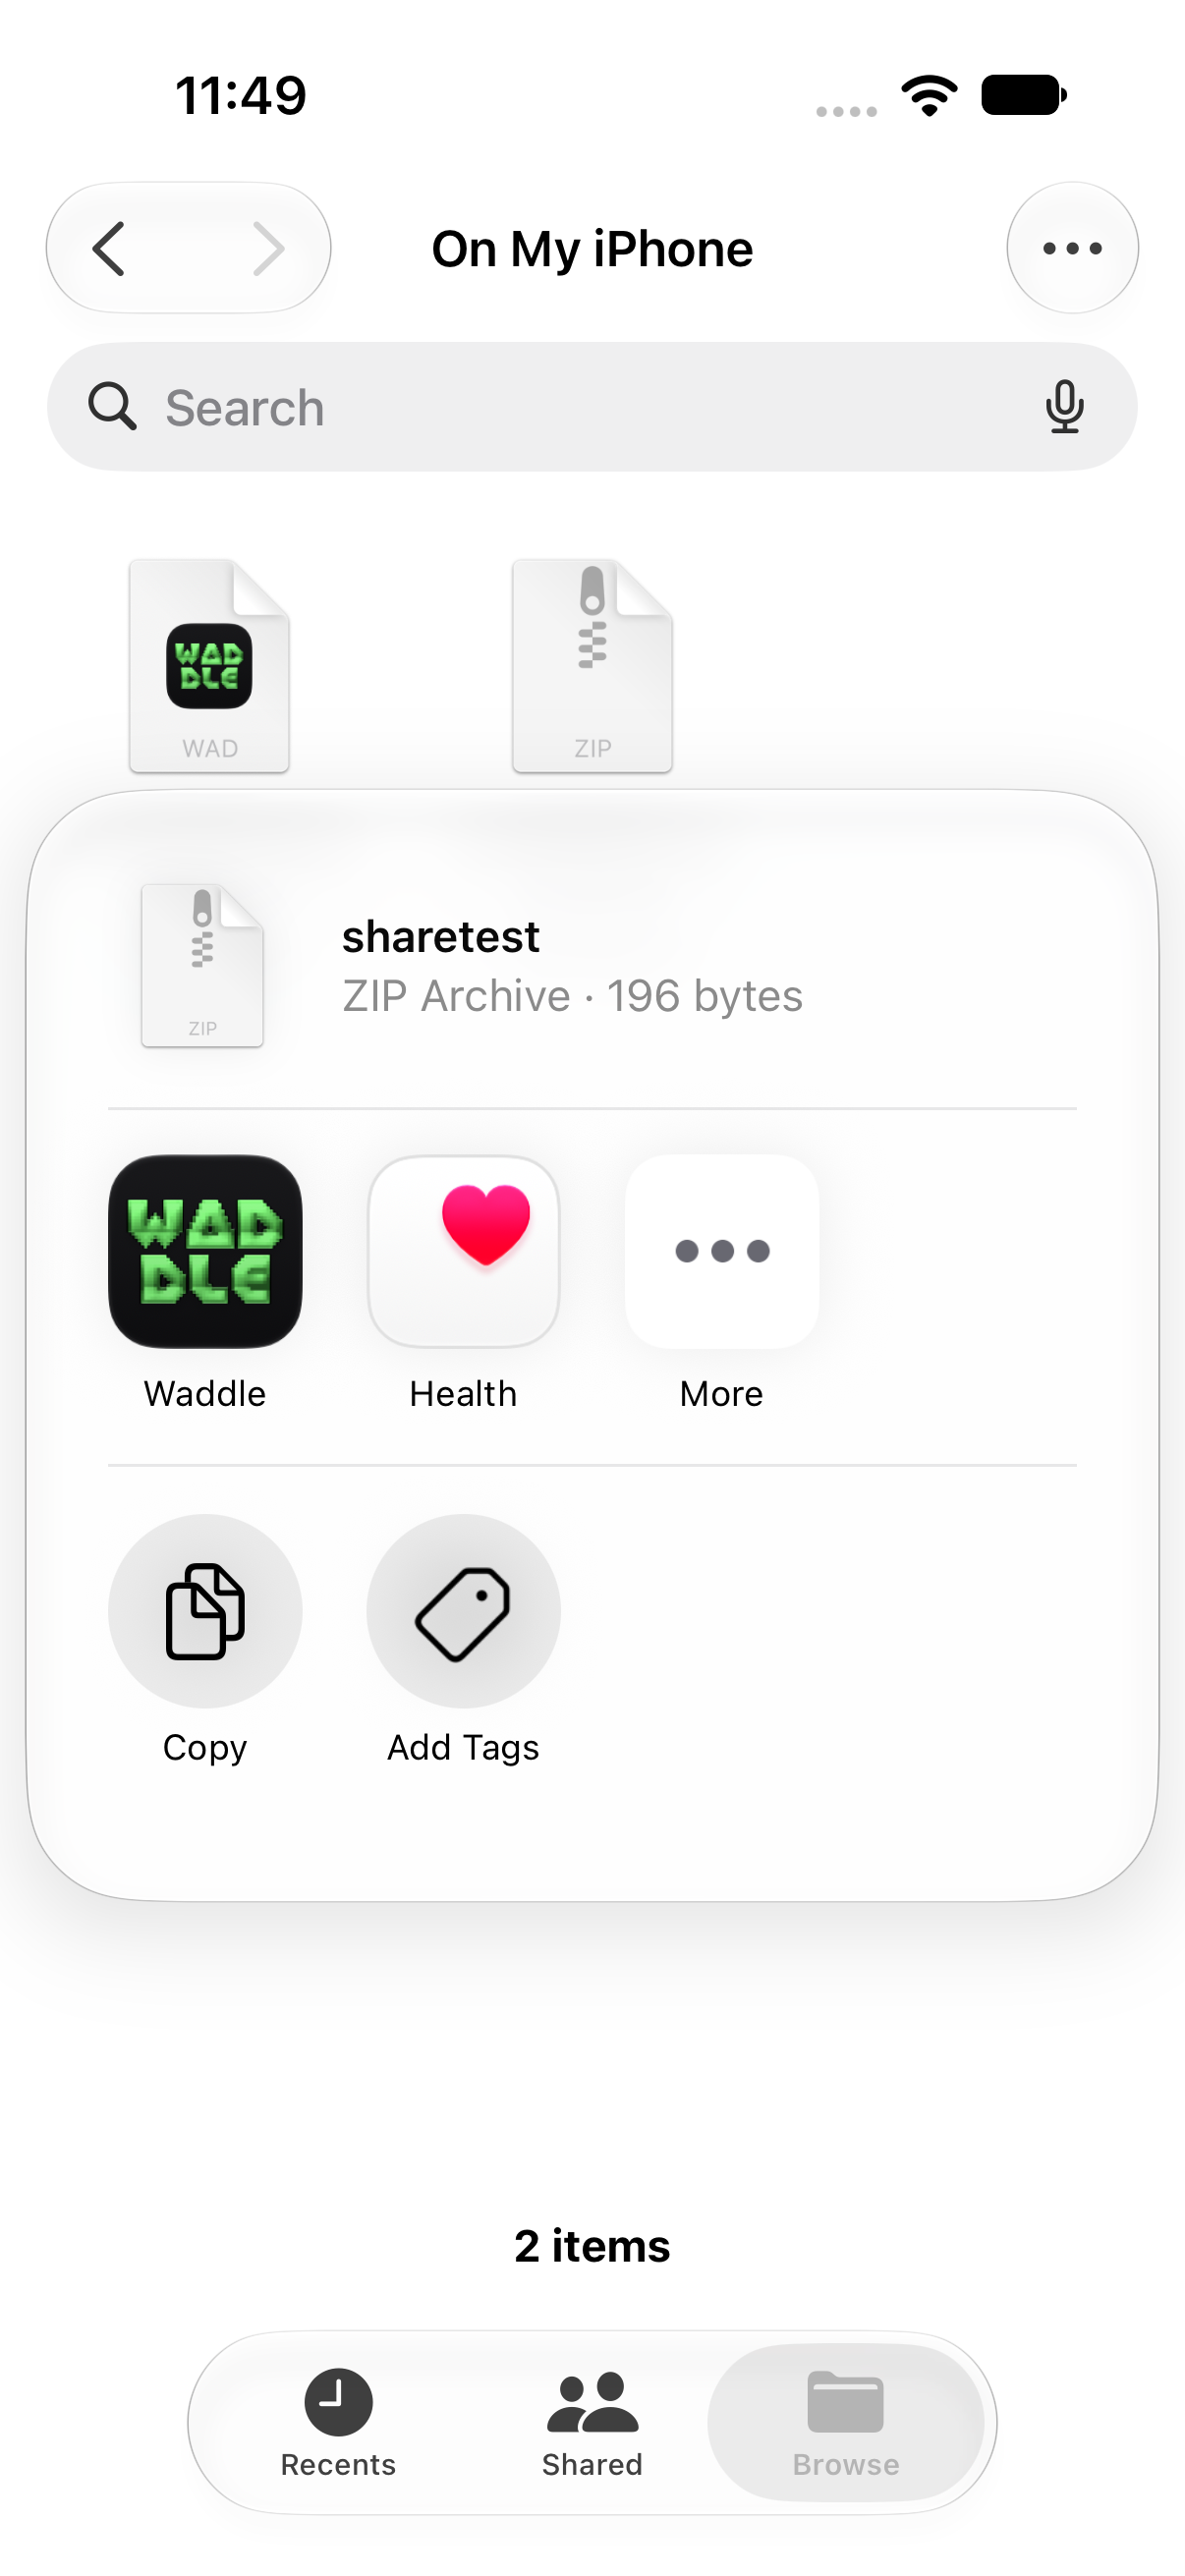 11:49
On My iPhone
Search
WAD
DLE
WAD
ZIP
ZIP
sharetest
ZIP Archive · 196 bytes
WAD
DLE
Waddle
Health
More
Copy
Add Tags
2 items
Recents
Shared
Browse